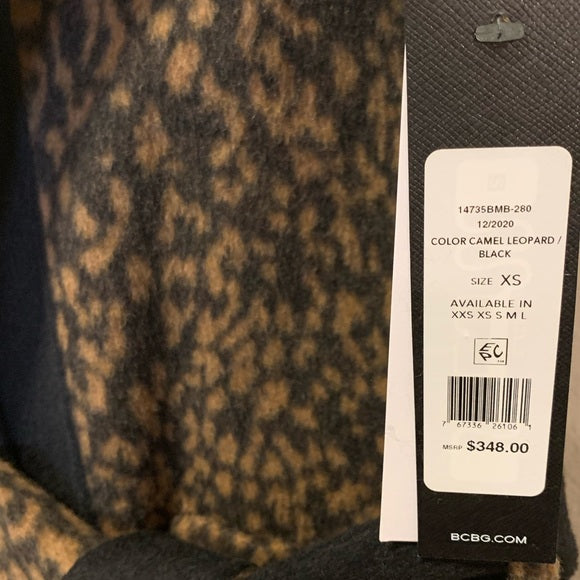 14735BMB-280
12/2020
COLOR CAMEL LEOPARD /
BLACK
SIZE XS
AVAILABLE IN
XXS XS S M L
EPC
7 67336 26106 1
MSRP $348.00
BCBG.COM